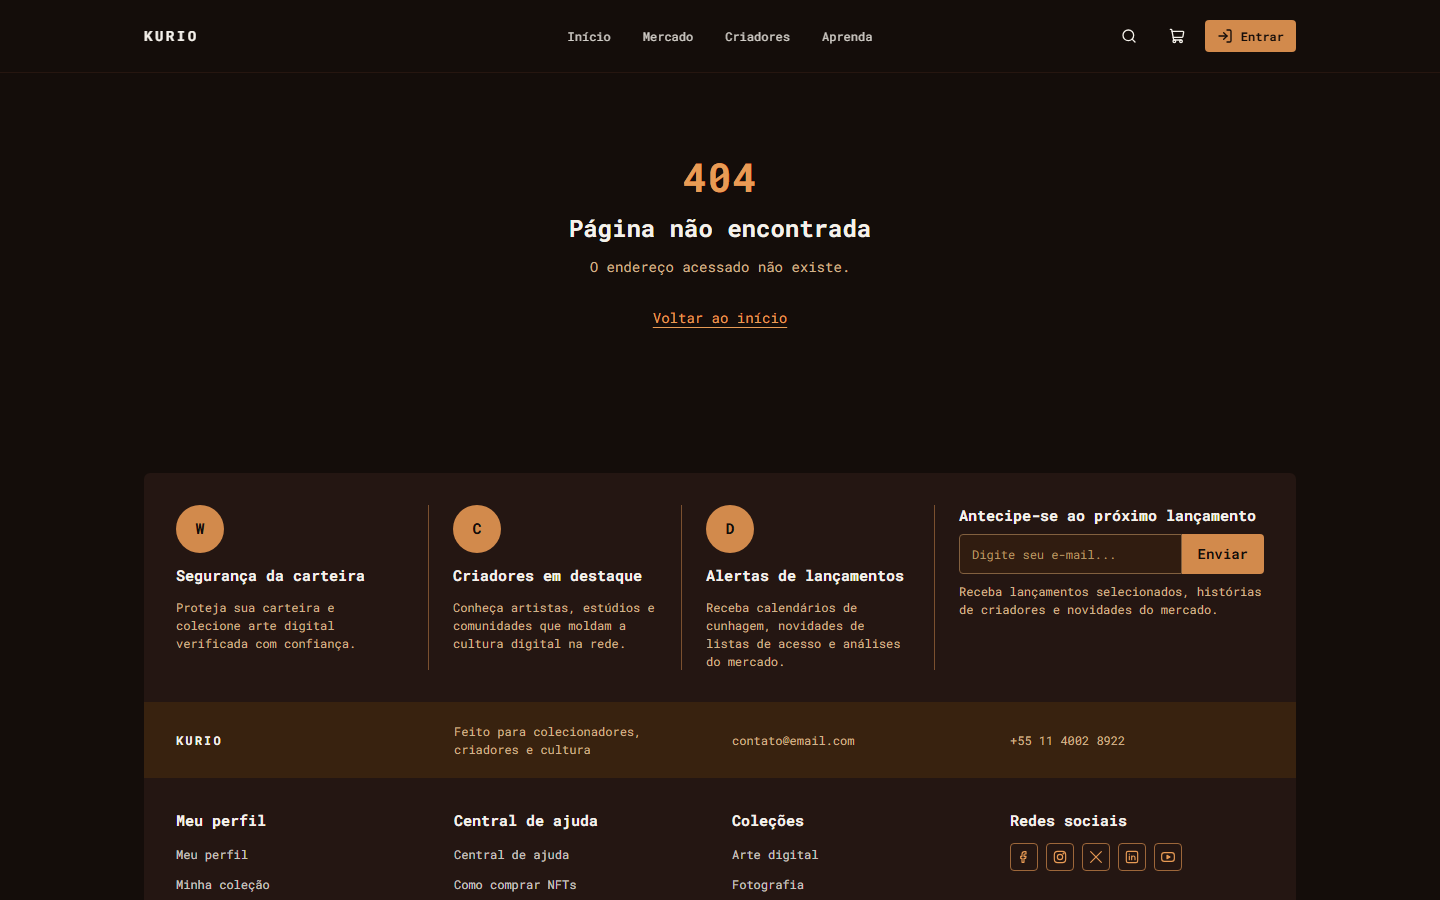 KURIO
Início
Mercado
Criadores
Aprenda
Entrar
404
Página não encontrada
O endereço acessado não existe.
Voltar ao início
W
Segurança da carteira
Proteja sua carteira e
colecione arte digital
verificada com confiança.
C
Criadores em destaque
Conheça artistas, estúdios e
comunidades que moldam a
cultura digital na rede.
D
Alertas de lançamentos
Receba calendários de
cunhagem, novidades de
listas de acesso e análises
do mercado.
Antecipe-se ao próximo lançamento
Digite seu e-mail...
Enviar
Receba lançamentos selecionados, histórias
de criadores e novidades do mercado.
KURIO
Feito para colecionadores,
criadores e cultura
contato@email.com
+55 11 4002 8922
Meu perfil
Meu perfil
Minha coleção
Central de ajuda
Central de ajuda
Como comprar NFTs
Coleções
Arte digital
Fotografia
Redes sociais